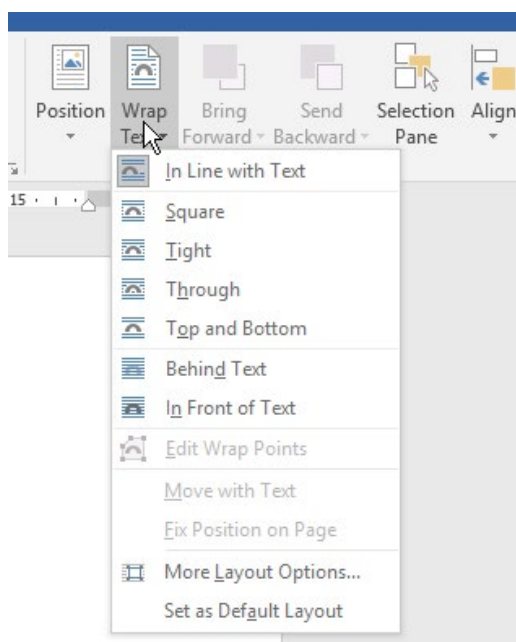 Position Wrap Bring Send Selection Align
Text Forward Backward Pane
In Line with Text
15
Square
Tight
Through
Top and Bottom
Behind Text
In Front of Text
Edit Wrap Points
Move with Text
Fix Position on Page
More Layout Options...
Set as Default Layout